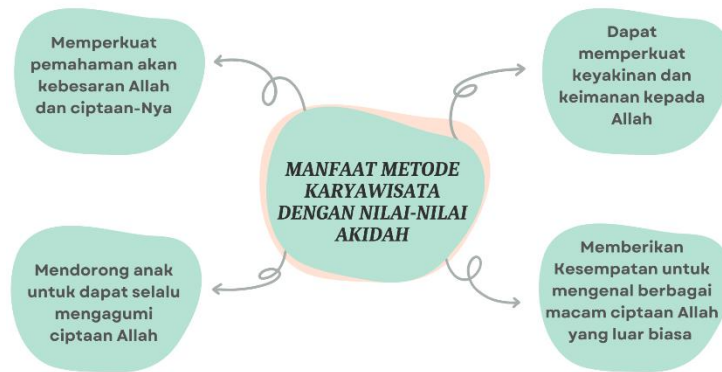 Memperkuat
pemahaman akan
kebesaran Allah
dan ciptaan-Nya
Dapat
memperkuat
keyakinan dan
keimanan kepada
Allah
MANFAAT METODE
KARYAWISATA
DENGAN NILAI-NILAI
AKIDAH
Mendorong anak
untuk dapat selalu
mengagumi
ciptaan Allah
Memberikan
Kesempatan untuk
mengenal berbagai
macam ciptaan Allah
yang luar biasa